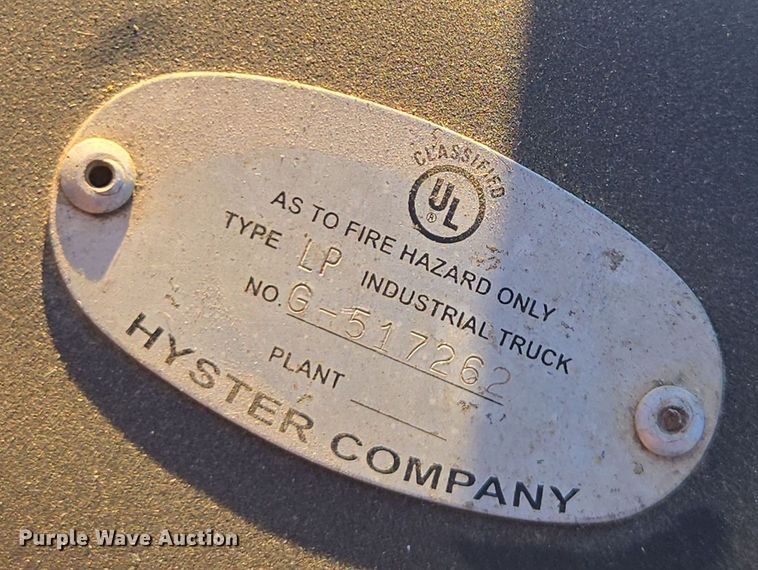 CLASSIFIED
UL
®
AS TO FIRE HAZARD ONLY
TYPE LP INDUSTRIAL TRUCK
NO. G-517262
PLANT
HYSTER COMPANY
Purple Wave Auction